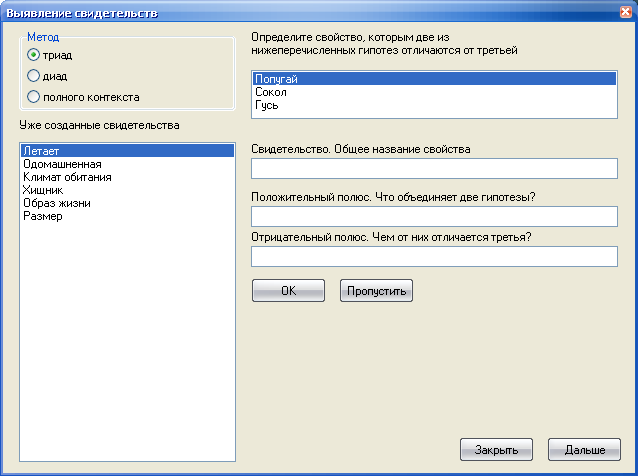 Выявление свидетельств
Метод
триад
диад
полного контекста
Уже созданные свидетельства
Летает
Одомашненная
Климат обитания
Хищник
Образ жизни
Размер
Определите свойство, которым две из
нижеперечисленных гипотез отличаются от третьей
Попугай
Сокол
Гусь
Свидетельство. Общее название свойства
Положительный полюс. Что объединяет две гипотезы?
Отрицательный полюс. Чем от них отличается третья?
OK
Пропустить
Закрыть
Дальше